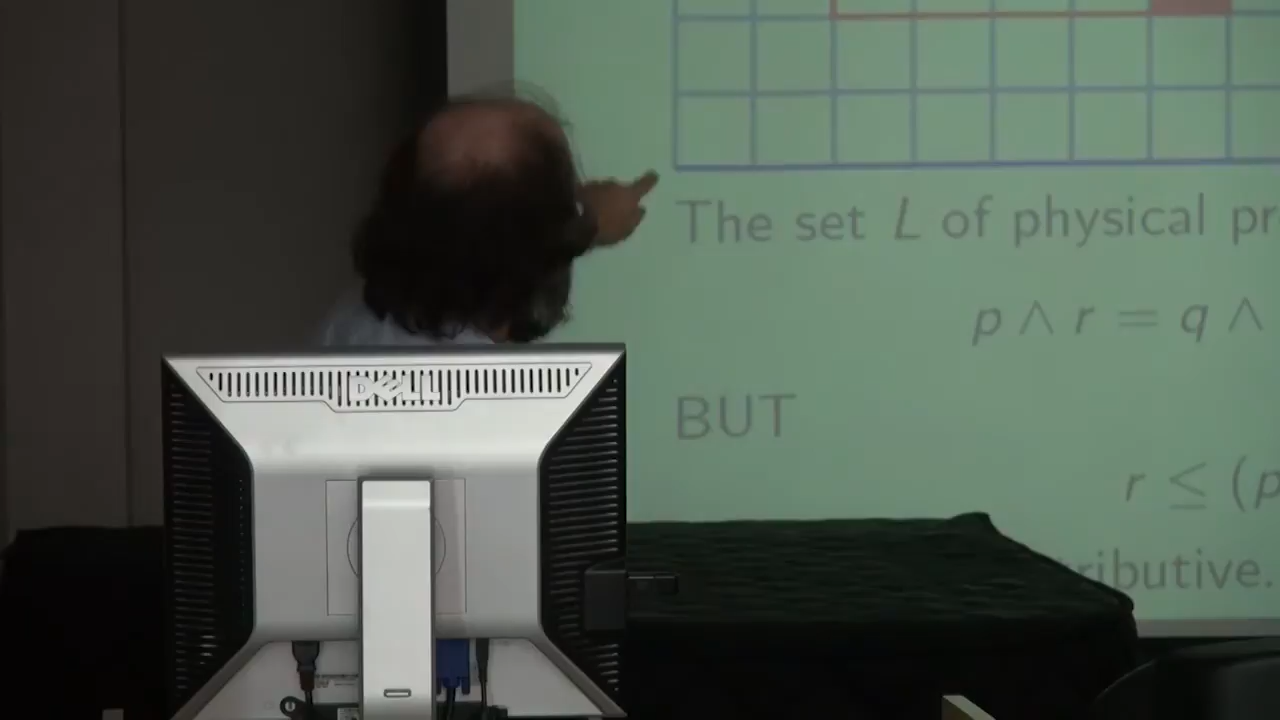 The set L of physical pr
p ∧ r = q ∧
BUT
r ≤ (p
ributive.
DELL